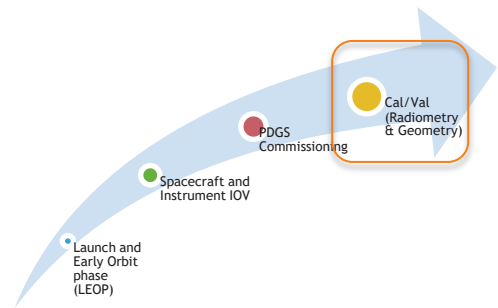 Cal/Val
(Radiometry
& Geometry)
PDGS
Commissioning
Spacecraft and
Instrument IOV
Launch and
Early Orbit
phase
(LEOP)